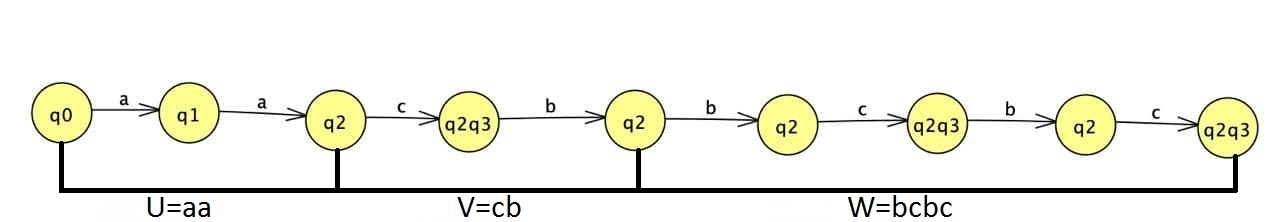 a a c b b c b c
q0 q1 q2 q2q3 q2 q2 q2q3 q2 q2q3
U=aa V=cb W=bcbc